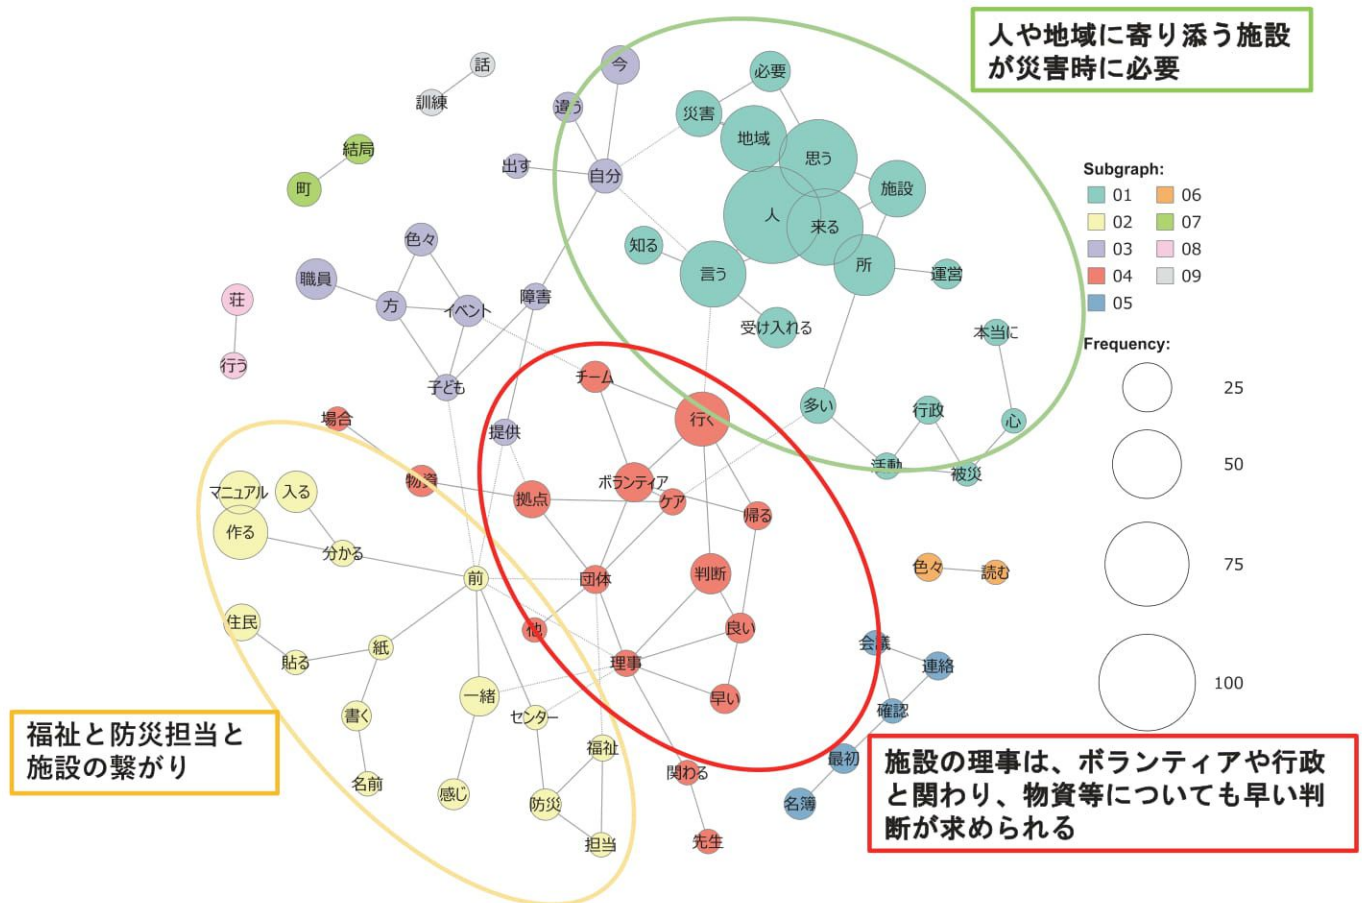 人や地域に寄り添う施設
が災害時に必要
話
訓練
今
違う
必要
災害
地域
思う
結局
町
出す
自分
施設
人
来る
Subgraph:
01
06
02
07
03
08
04
09
05
色々
職員
方
イベント
障害
知る
言う
所
運営
受け入れる
本当に
荘
行う
子ども
チーム
Frequency:
25
50
75
100
場合
提供
行く
多い
行政
心
活動
被災
マニュアル
入る
作る
分かる
物資
拠点
ボランティア
ケア
帰る
前
団体
判断
色々
読む
住民
貼る
紙
他
理事
良い
早い
会議
連絡
確認
最初
名簿
書く
名前
一緒
センター
感じ
福祉
防災
担当
関わる
先生
福祉と防災担当と
施設の繋がり
施設の理事は、ボランティアや行政
と関わり、物資等についても早い判
断が求められる